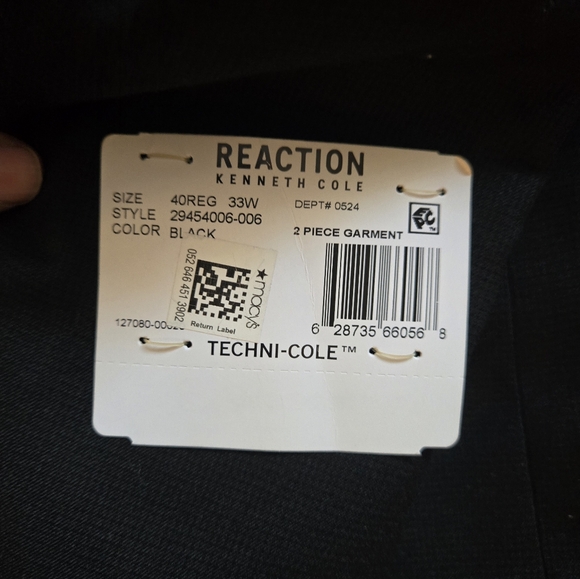 REACTION
KENNETH COLE
SIZE 40REG 33W
DEPT# 0524
STYLE 29454006-006
COLOR BLACK
2 PIECE GARMENT
052 646 451 3902
★macy's
Return Label
6 28735 66056 8
TECHNI-COLE™